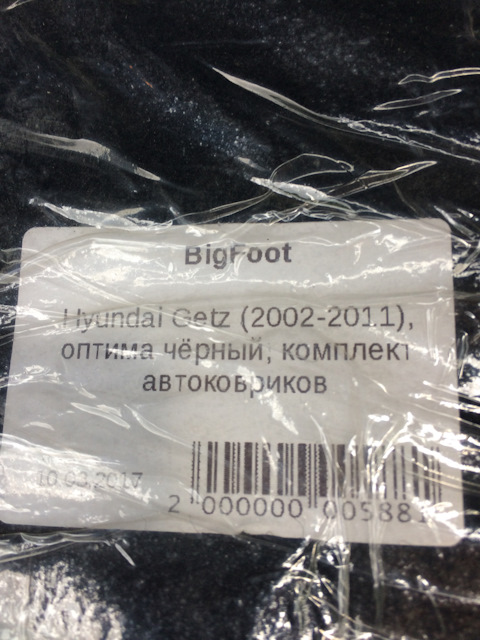 BigFoot
Hyundai Getz (2002-2011),
оптима чёрный, комплект
автоковриков
10.03.2017
2 000000 005881